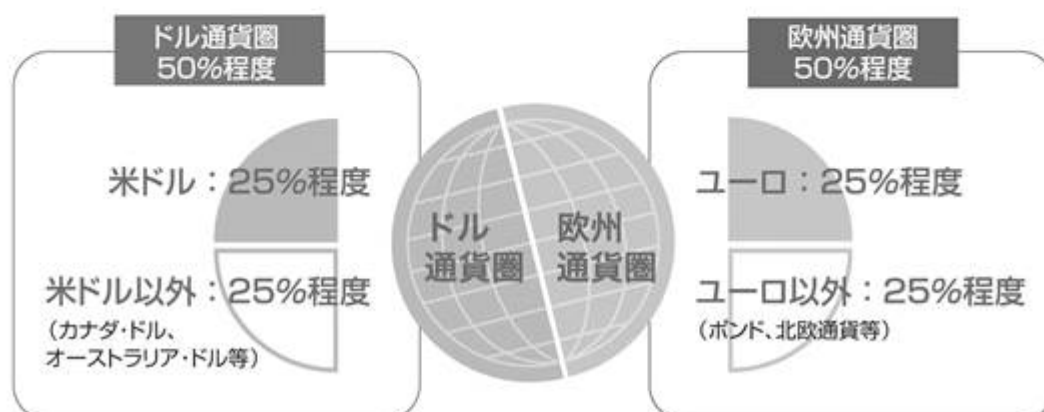 ドル通貨圏
50%程度
米ドル：25%程度
米ドル以外：25%程度
（カナダ・ドル、
オーストラリア・ドル等）
ドル
通貨圏
欧州
通貨圏
欧州通貨圏
50%程度
ユーロ：25%程度
ユーロ以外：25%程度
（ポンド、北欧通貨等）